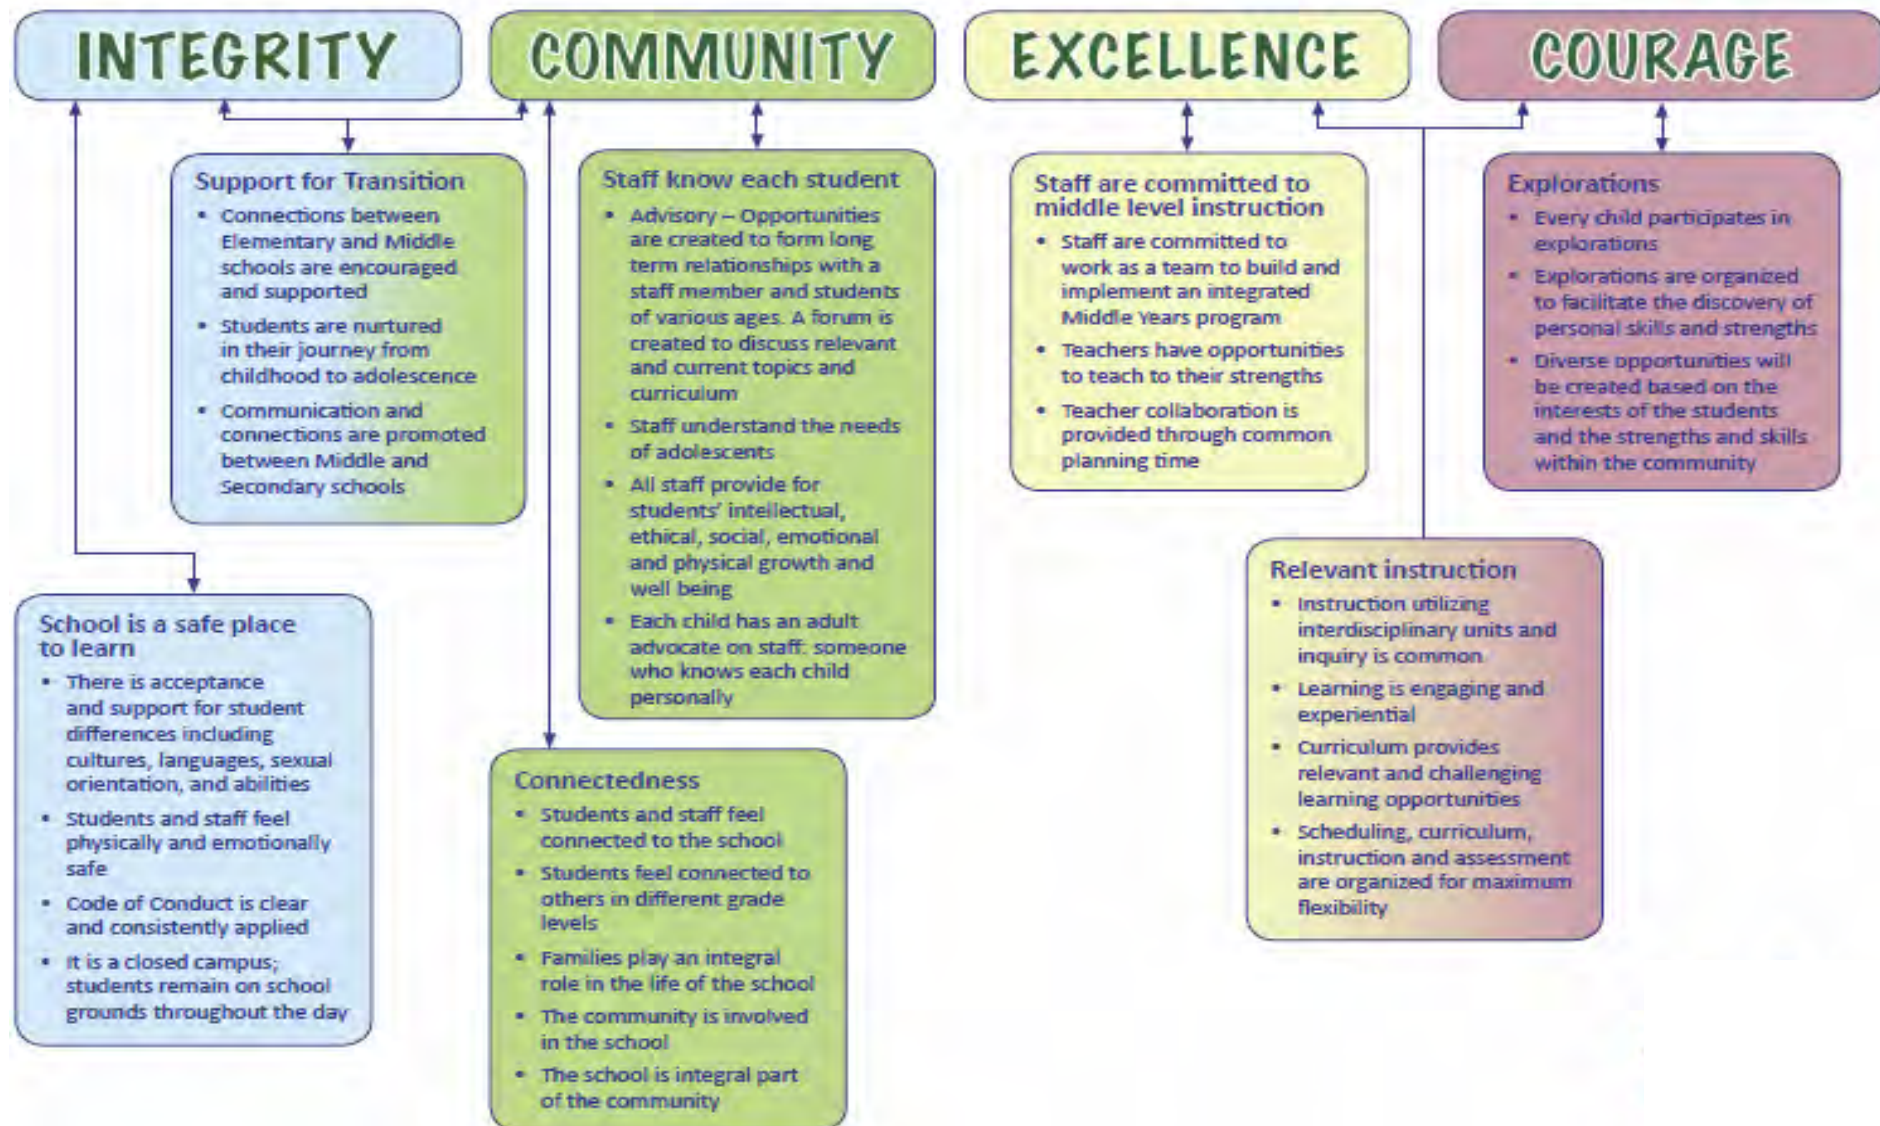 INTEGRITY
COMMUNITY
EXCELLENCE
COURAGE
Support for Transition
• Connections between
Elementary and Middle
schools are encouraged
and supported
• Students are nurtured
in their journey from
childhood to adolescence
• Communication and
connections are promoted
between Middle and
Secondary schools
Staff know each student
• Advisory – Opportunities
are created to form long
term relationships with a
staff member and students
of various ages. A forum is
created to discuss relevant
and current topics and
curriculum
• Staff understand the needs
of adolescents
• All staff provide for
students' intellectual,
ethical, social, emotional
and physical growth and
well being
• Each child has an adult
advocate on staff: someone
who knows each child
personally
Staff are committed to
middle level instruction
• Staff are committed to
work as a team to build and
implement an integrated
Middle Years program
• Teachers have opportunities
to teach to their strengths
• Teacher collaboration is
provided through common
planning time
Explorations
• Every child participates in
explorations
• Explorations are organized
to facilitate the discovery of
personal skills and strengths
• Diverse opportunities will
be created based on the
interests of the students
and the strengths and skills
within the community
School is a safe place
to learn
• There is acceptance
and support for student
differences including
cultures, languages, sexual
orientation, and abilities
• Students and staff feel
physically and emotionally
safe
• Code of Conduct is clear
and consistently applied
• It is a closed campus;
students remain on school
grounds throughout the day
Connectedness
• Students and staff feel
connected to the school
• Students feel connected to
others in different grade
levels
• Families play an integral
role in the life of the school
• The community is involved
in the school
• The school is integral part
of the community
Relevant instruction
• Instruction utilizing
interdisciplinary units and
inquiry is common
• Learning is engaging and
experiential
• Curriculum provides
relevant and challenging
learning opportunities
• Scheduling, curriculum,
instruction and assessment
are organized for maximum
flexibility